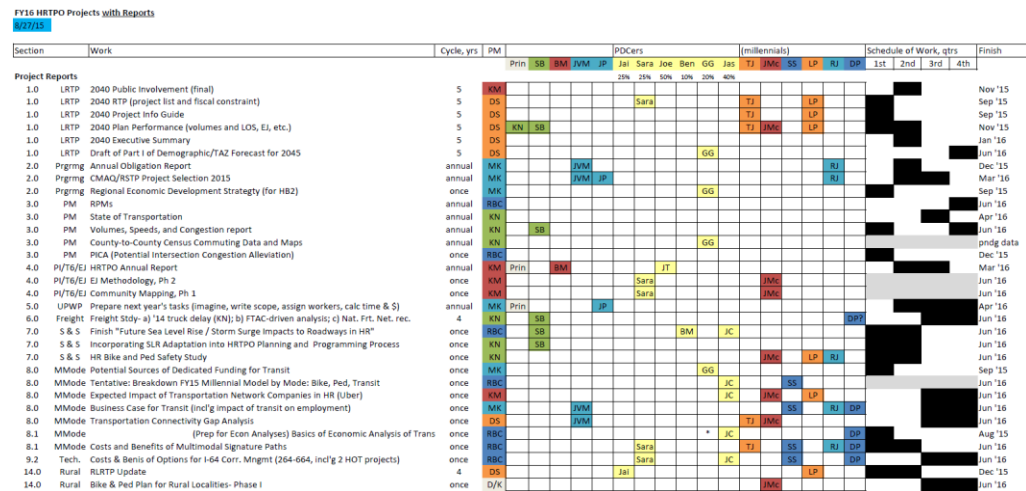 FY16 HRTPO Projects with Reports
8/27/15
Section Work Cycle, yrs PM PDCers (millennials) Schedule of Work, qtrs Finish
Prin SB BM JVM JP Jai Sara Joe Ben GG Jas TJ JMc SS LP RJ DP 1st 2nd 3rd 4th
Project Reports 25% 25% 50% 10% 20% 40%
1.0 LRTP 2040 Public Involvement (final) 5 KM Nov '15
1.0 LRTP 2040 RTP (project list and fiscal constraint) 5 DS Sara TJ LP Sep '15
1.0 LRTP 2040 Project Info Guide 5 DS Sep '15
1.0 LRTP 2040 Plan Performance (volumes and LOS, EJ, etc.) 5 DS KN SB TJ JMc LP Nov '15
1.0 LRTP 2040 Executive Summary 5 DS Jan '16
1.0 LRTP Draft of Part I of Demographic/TAZ Forecast for 2045 5 DS GG Jun '16
2.0 Prgrmg Annual Obligation Report annual MK JVM RJ Dec '15
2.0 Prgrmg CMAQ/RSTP Project Selection 2015 annual MK JVM JP RJ Mar '16
2.0 Prgrmg Regional Economic Development Strategty (for HB2) once MK GG Sep '15
3.0 PM RPMs annual RBC Jun '16
3.0 PM State of Transportation annual KN Apr '16
3.0 PM Volumes, Speeds, and Congestion report annual KN SB Jun '16
3.0 PM County-to-County Census Commuting Data and Maps annual KN GG pndg data
3.0 PM PICA (Potential Intersection Congestion Alleviation) once RBC Dec '15
4.0 PI/T6/EJ HRTPO Annual Report annual KM Prin BM JT Mar '16
4.0 PI/T6/EJ EJ Methodology, Ph 2 once KM Sara JMc Jun '16
4.0 PI/T6/EJ Community Mapping, Ph 1 once KM Sara JMc Jun '16
5.0 UPWP Prepare next year's tasks (imagine, write scope, assign workers, calc time & $) annual MK Prin JP Apr '16
6.0 Freight Freight Stdy- a) '14 truck delay (KN); b) FTAC-driven analysis; c) Nat. Frt. Net. rec. 4 KN SB DP? Jun '16
7.0 S & S Finish "Future Sea Level Rise / Storm Surge Impacts to Roadways in HR" once RBC SB BM JC Jun '16
7.0 S & S Incorporating SLR Adaptation into HRTPO Planning and Programming Process once KN SB Jun '16
7.0 S & S HR Bike and Ped Safety Study once KN JMc LP RJ Jun '16
8.0 MMode Potential Sources of Dedicated Funding for Transit once MK GG Sep '15
8.0 MMode Tentative: Breakdown FY15 Millennial Model by Mode: Bike, Ped, Transit once RBC JC SS Jun '16
8.0 MMode Expected Impact of Transportation Network Companies in HR (Uber) once KM JC JMc LP Jun '16
8.0 MMode Business Case for Transit (incl'g impact of transit on employment) once MK JVM SS RJ DP Jun '16
8.0 MMode Transportation Connectivity Gap Analysis once DS TJ JMc Jun '16
8.1 MMode (Prep for Econ Analyses) Basics of Economic Analysis of Trans once RBC * JC DP Aug '15
8.1 MMode Costs and Benefits of Multimodal Signature Paths once RBC Sara TJ SS RJ DP Jun '16
9.2 Tech. Costs & Benis of Options for I-64 Corr. Mngmt (264-664, incl'g 2 HOT projects) once RBC Sara JC SS DP Jun '16
14.0 Rural RLRTP Update 4 DS Jai LP Dec '15
14.0 Rural Bike & Ped Plan for Rural Localities- Phase I once D/K JMc Jun '16